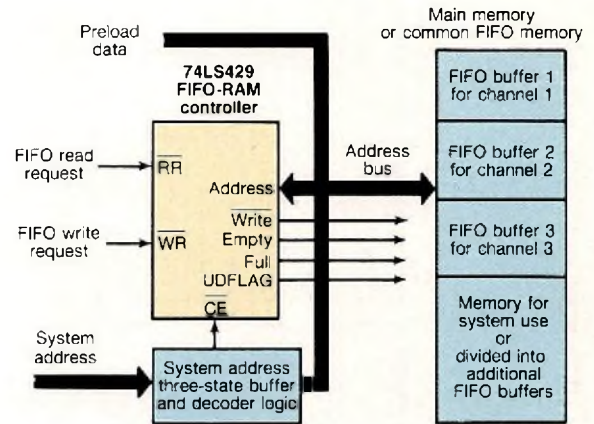 Preload
data
Main memory
or common FIFO memory
74LS429
FIFO-RAM
controller
FIFO read
request
FIFO write
request
RR
WR
Address
Write
Empty
Full
UDFLAG
CE
Address
bus
System
address
System address
three-state buffer
and decoder logic
FIFO buffer 1
for channel 1
FIFO buffer 2
for channel 2
FIFO buffer 3
for channel 3
Memory for
system use
or
divided into
additional
FIFO buffers